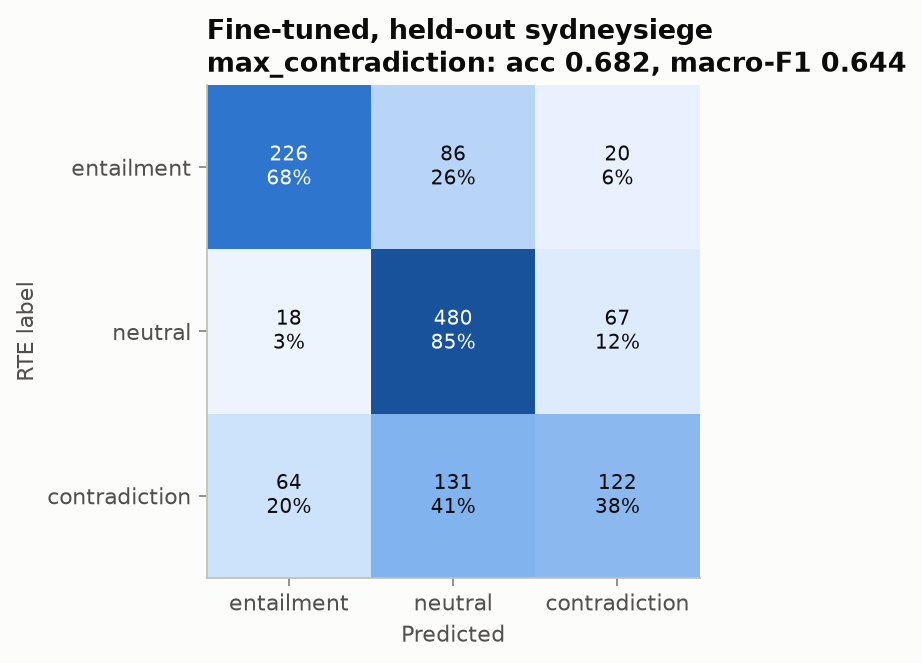 Fine-tuned, held-out sydneysiege
max_contradiction: acc 0.682, macro-F1 0.644
RTE label
entailment
226
68%
86
26%
20
6%
neutral
18
3%
480
85%
67
12%
contradiction
64
20%
131
41%
122
38%
entailment
neutral
contradiction
Predicted